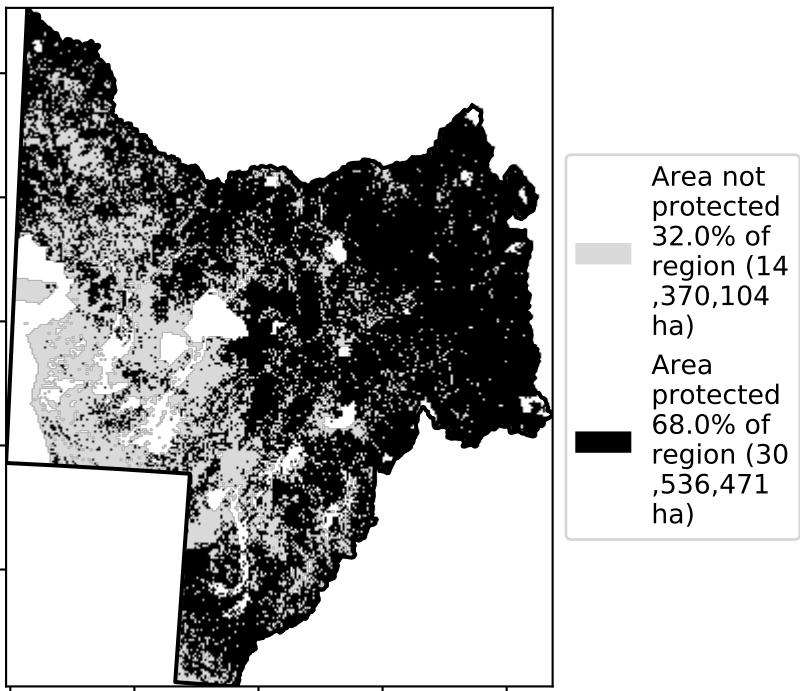 Area not
protected
32.0% of
region (14
,370,104
ha)
Area
protected
68.0% of
region (30
,536,471
ha)